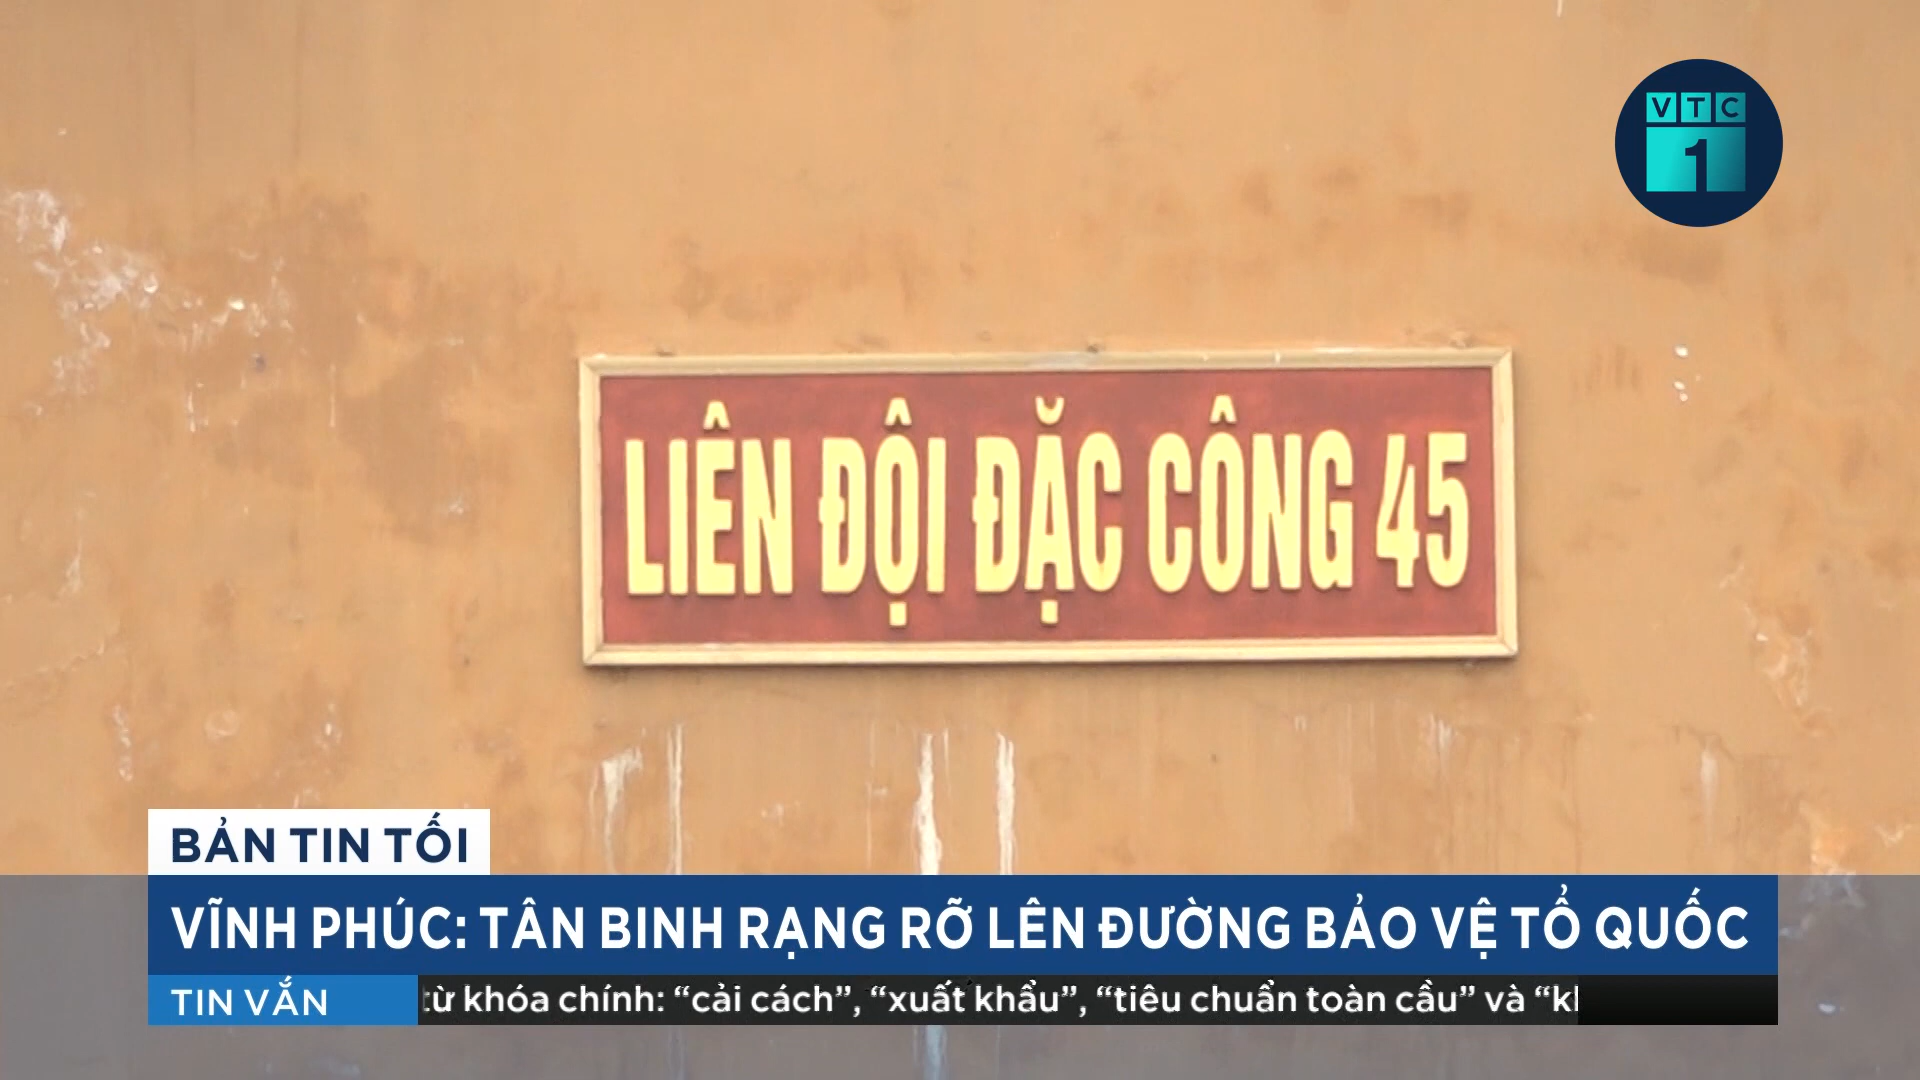 VTC
1
LIÊN ĐỘI ĐẶC CÔNG 45
BẢN TIN TỐI
VĨNH PHÚC: TÂN BINH RẠNG RỠ LÊN ĐƯỜNG BẢO VỆ TỔ QUỐC
TIN VẮN
từ khóa chính: “cải cách”, “xuất khẩu”, “tiêu chuẩn toàn cầu” và